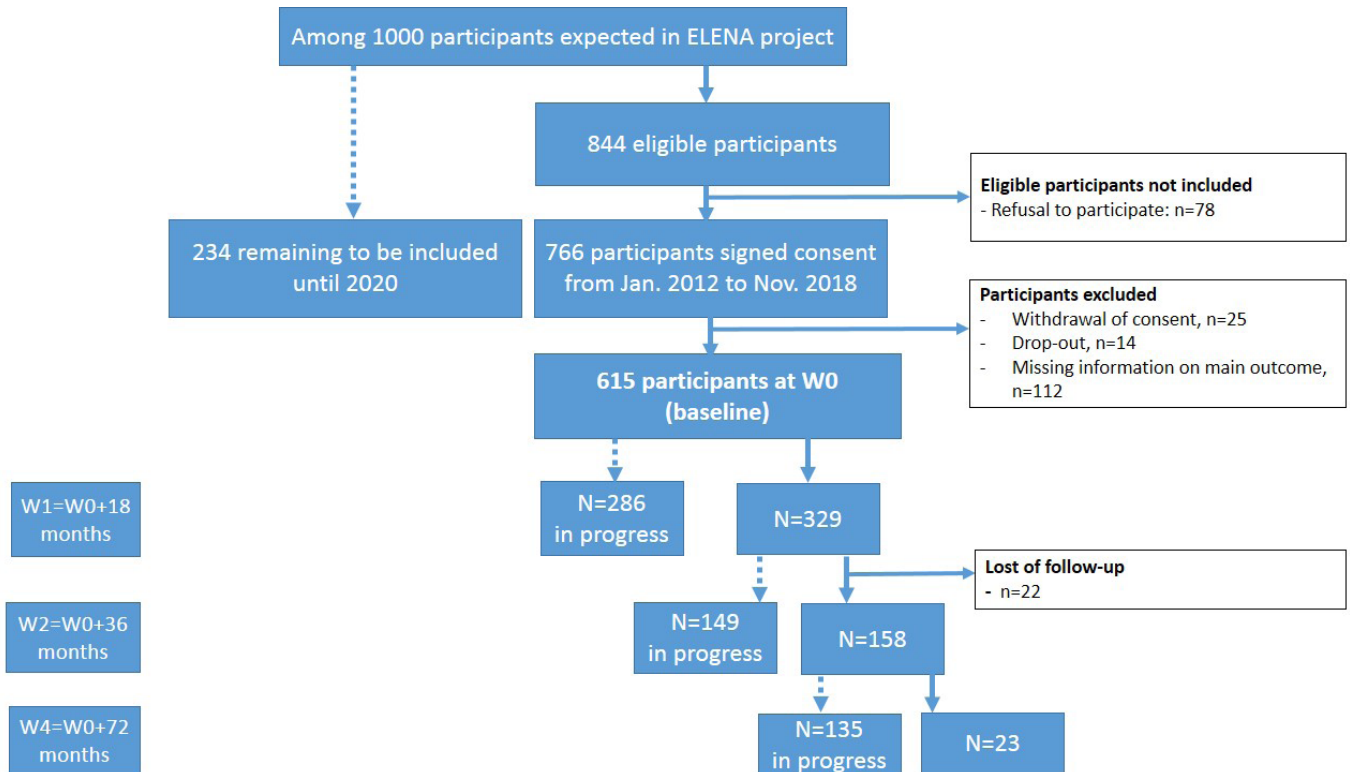 Among 1000 participants expected in ELENA project
844 eligible participants
Eligible participants not included
- Refusal to participate: n=78
234 remaining to be included
until 2020
766 participants signed consent
from Jan. 2012 to Nov. 2018
Participants excluded
- Withdrawal of consent, n=25
- Drop-out, n=14
- Missing information on main outcome,
n=112
615 participants at W0
(baseline)
W1=W0+18
months
N=286
in progress
N=329
Lost of follow-up
- n=22
W2=W0+36
months
N=149
in progress
N=158
W4=W0+72
months
N=135
in progress
N=23